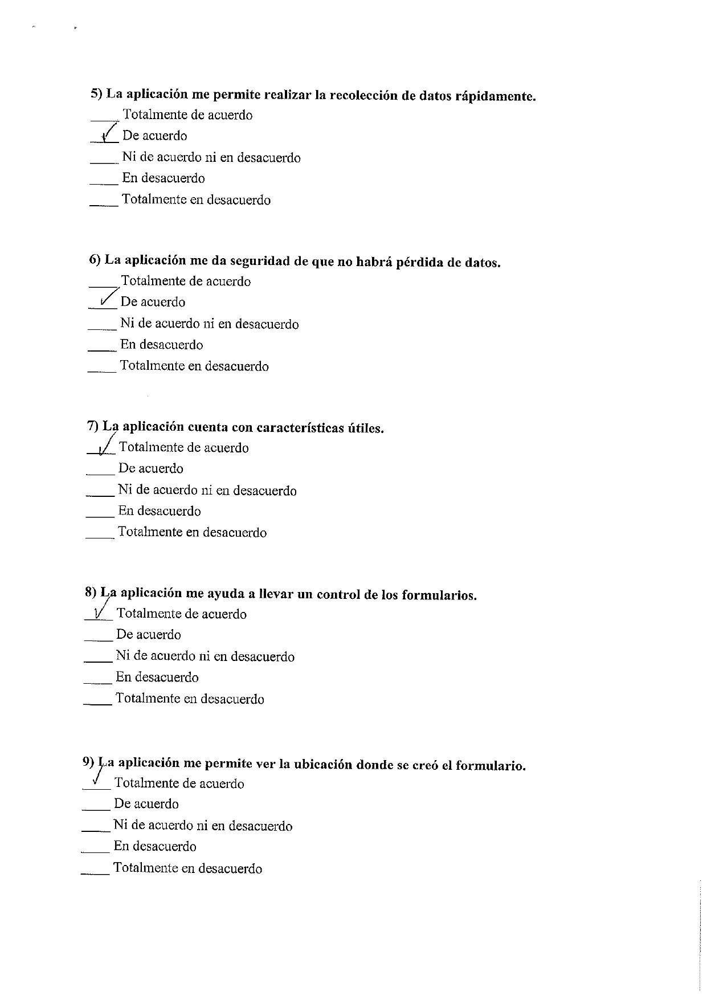 5) La aplicación me permite realizar la recolección de datos rápidamente.
____ Totalmente de acuerdo
_✓_ De acuerdo
____ Ni de acuerdo ni en desacuerdo
____ En desacuerdo
____ Totalmente en desacuerdo
6) La aplicación me da seguridad de que no habrá pérdida de datos.
____ Totalmente de acuerdo
_✓_ De acuerdo
____ Ni de acuerdo ni en desacuerdo
____ En desacuerdo
____ Totalmente en desacuerdo
7) La aplicación cuenta con características útiles.
_✓_ Totalmente de acuerdo
____ De acuerdo
____ Ni de acuerdo ni en desacuerdo
____ En desacuerdo
____ Totalmente en desacuerdo
8) La aplicación me ayuda a llevar un control de los formularios.
_✓_ Totalmente de acuerdo
____ De acuerdo
____ Ni de acuerdo ni en desacuerdo
____ En desacuerdo
____ Totalmente en desacuerdo
9) La aplicación me permite ver la ubicación donde se creó el formulario.
_✓_ Totalmente de acuerdo
____ De acuerdo
____ Ni de acuerdo ni en desacuerdo
____ En desacuerdo
____ Totalmente en desacuerdo